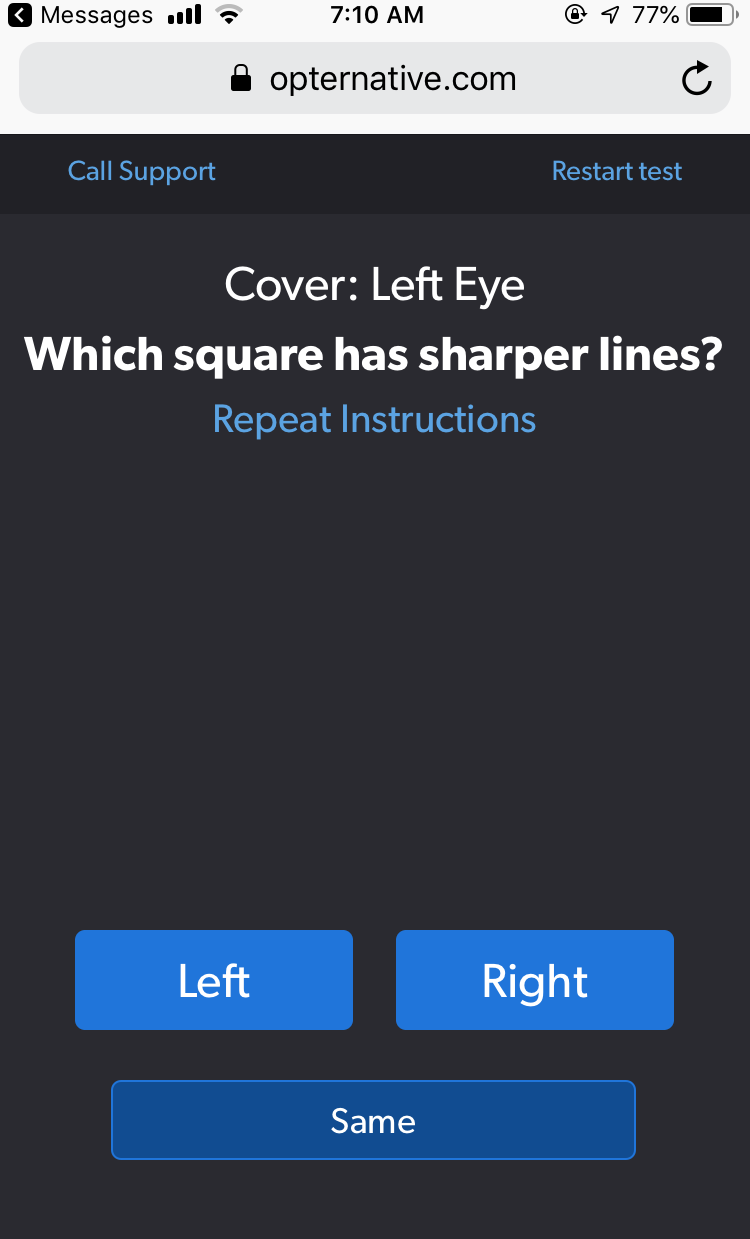 Messages 7:10 AM 77%
opternative.com
Call Support Restart test
Cover: Left Eye
Which square has sharper lines?
Repeat Instructions
Left Right
Same